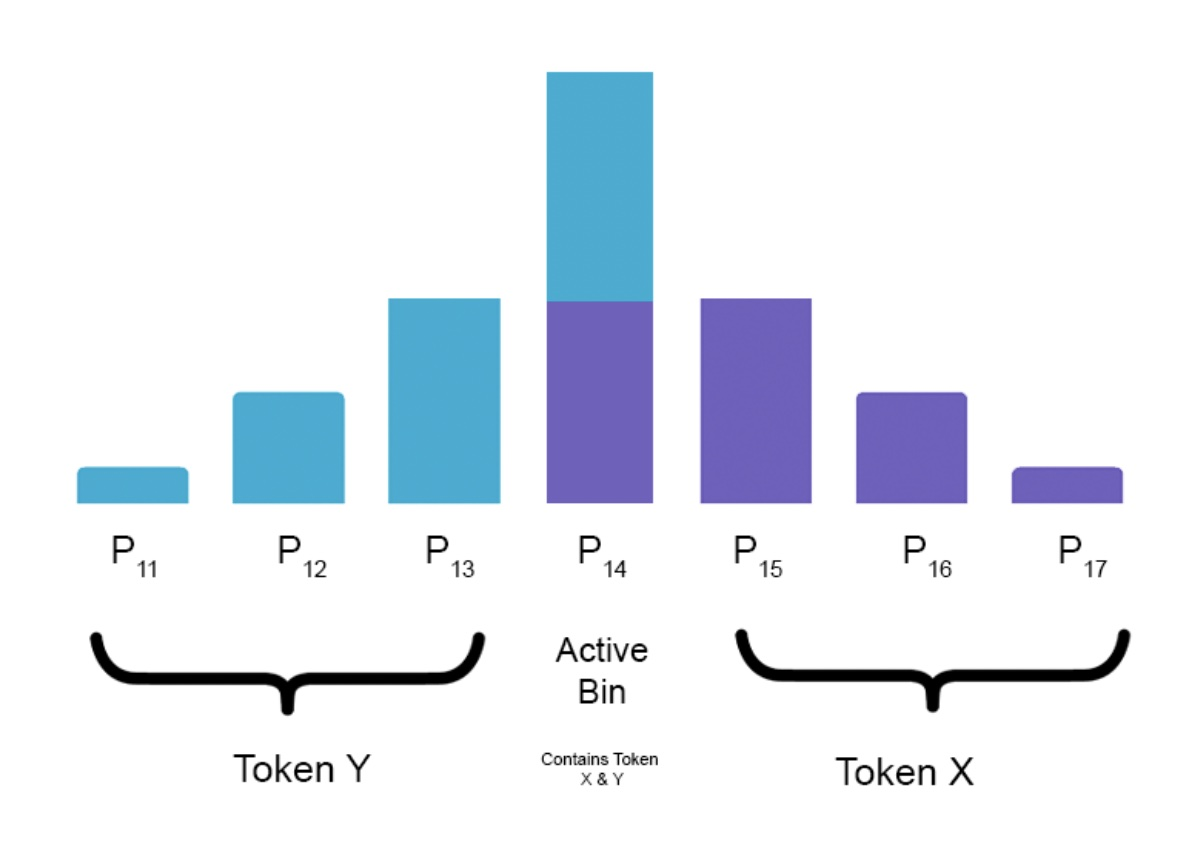 P11 P12 P13 P14 P15 P16 P17
Active
Bin
Token Y
Contains Token
X & Y
Token X